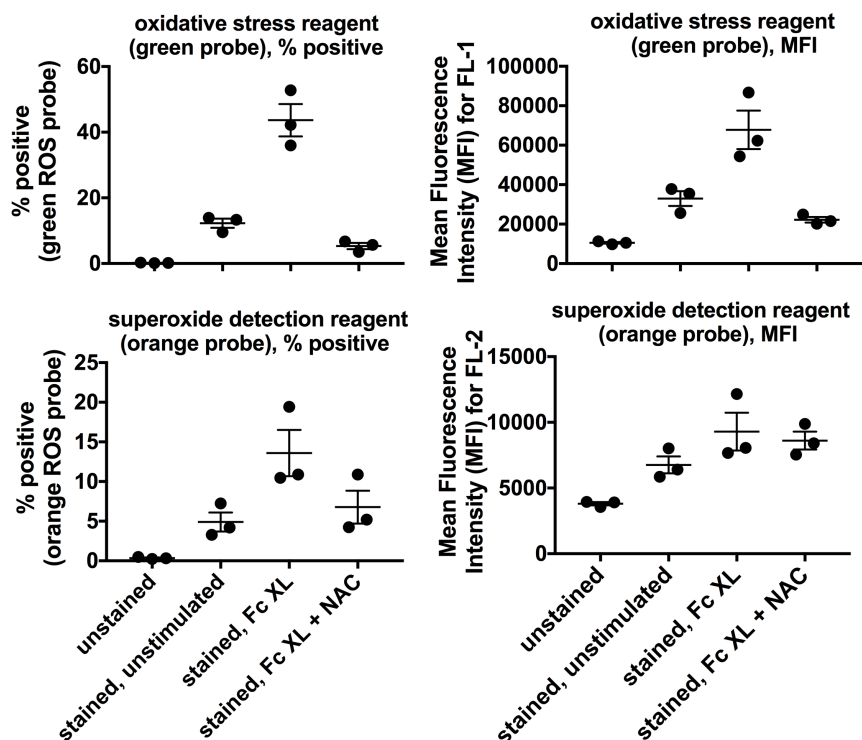 oxidative stress reagent
(green probe), % positive
% positive
(green ROS probe)
60
40
20
0
oxidative stress reagent
(green probe), MFI
Mean Fluorescence
Intensity (MFI) for FL-1
100000
80000
60000
40000
20000
0
superoxide detection reagent
(orange probe), % positive
% positive
(orange ROS probe)
25
20
15
10
5
0
unstained
stained, unstimulated
stained, Fc XL
stained, Fc XL + NAC
superoxide detection reagent
(orange probe), MFI
Mean Fluorescence
Intensity (MFI) for FL-2
15000
10000
5000
0
unstained
stained, unstimulated
stained, Fc XL
stained, Fc XL + NAC